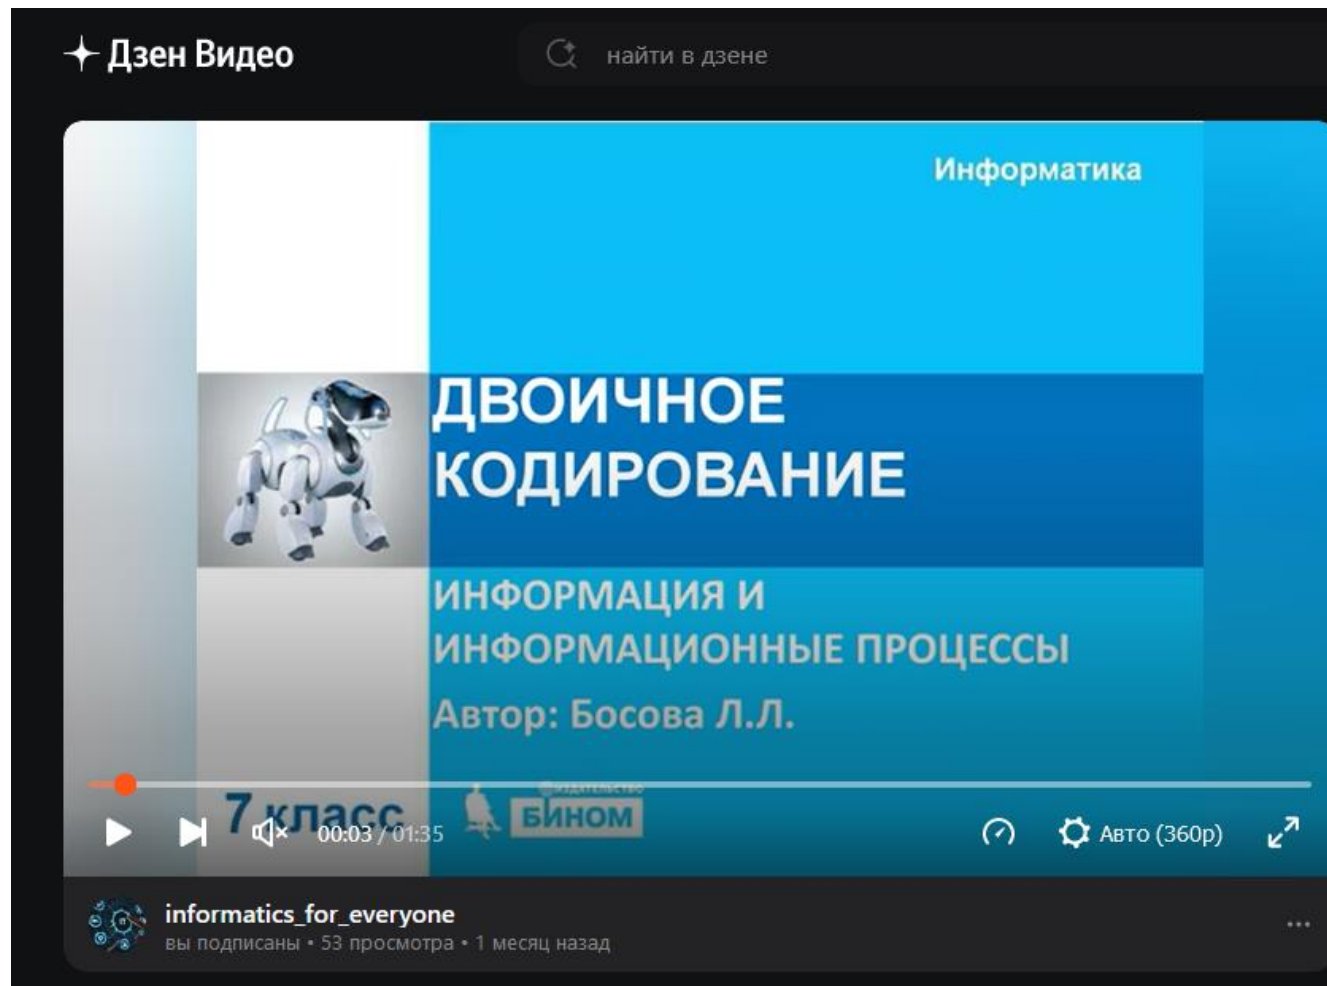 Дзен Видео
найти в дзене
Информатика
ДВОИЧНОЕ
КОДИРОВАНИЕ
ИНФОРМАЦИЯ И
ИНФОРМАЦИОННЫЕ ПРОЦЕССЫ
Автор: Босова Л.Л.
ИЗДАТЕЛЬСТВО
7 класс БИНОМ
00:03 / 01:35 Авто (360p)
informatics_for_everyone
вы подписаны • 53 просмотра • 1 месяц назад